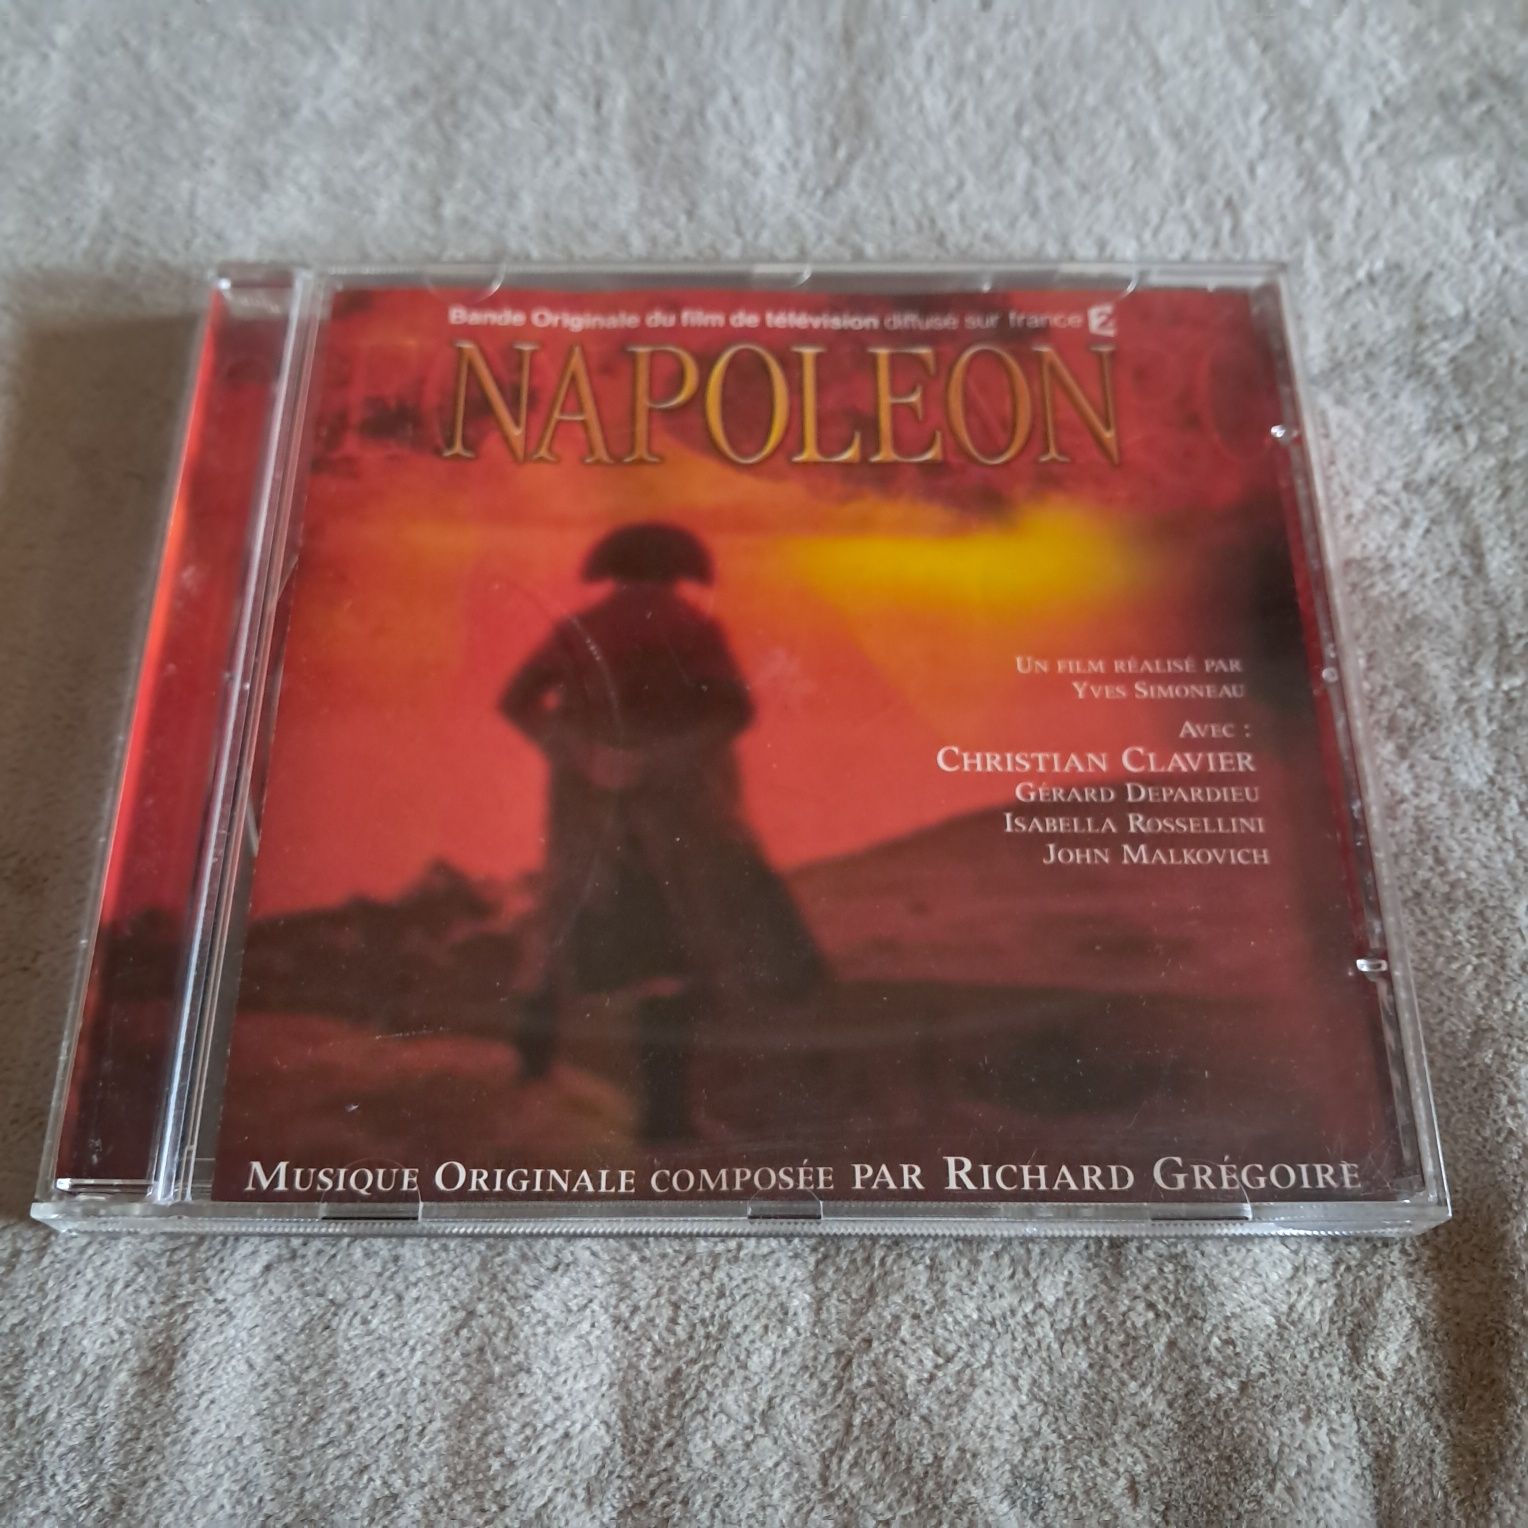 Bande Originale du film de télévision diffusé sur france 2
NAPOLEON
UN FILM RÉALISÉ PAR
YVES SIMONEAU
AVEC :
CHRISTIAN CLAVIER
GÉRARD DEPARDIEU
ISABELLA ROSSELLINI
JOHN MALKOVICH
MUSIQUE ORIGINALE COMPOSÉE PAR RICHARD GRÉGOIRE